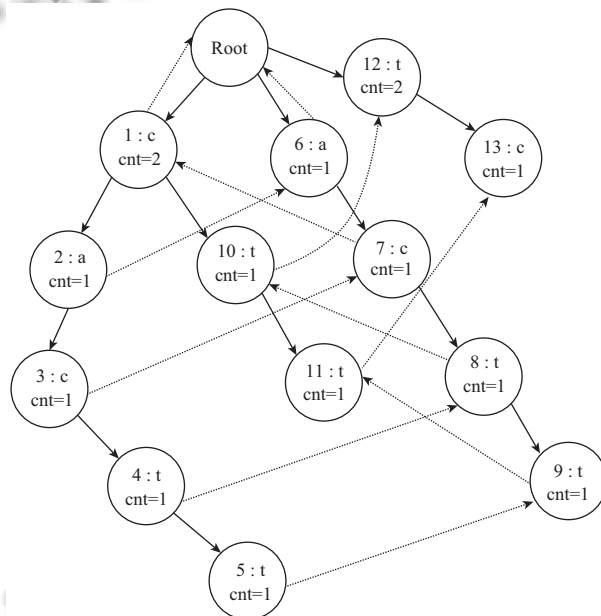 Root
12 : t
cnt=2
1 : c
cnt=2
6 : a
cnt=1
13 : c
cnt=1
2 : a
cnt=1
10 : t
cnt=1
7 : c
cnt=1
3 : c
cnt=1
11 : t
cnt=1
8 : t
cnt=1
4 : t
cnt=1
9 : t
cnt=1
5 : t
cnt=1